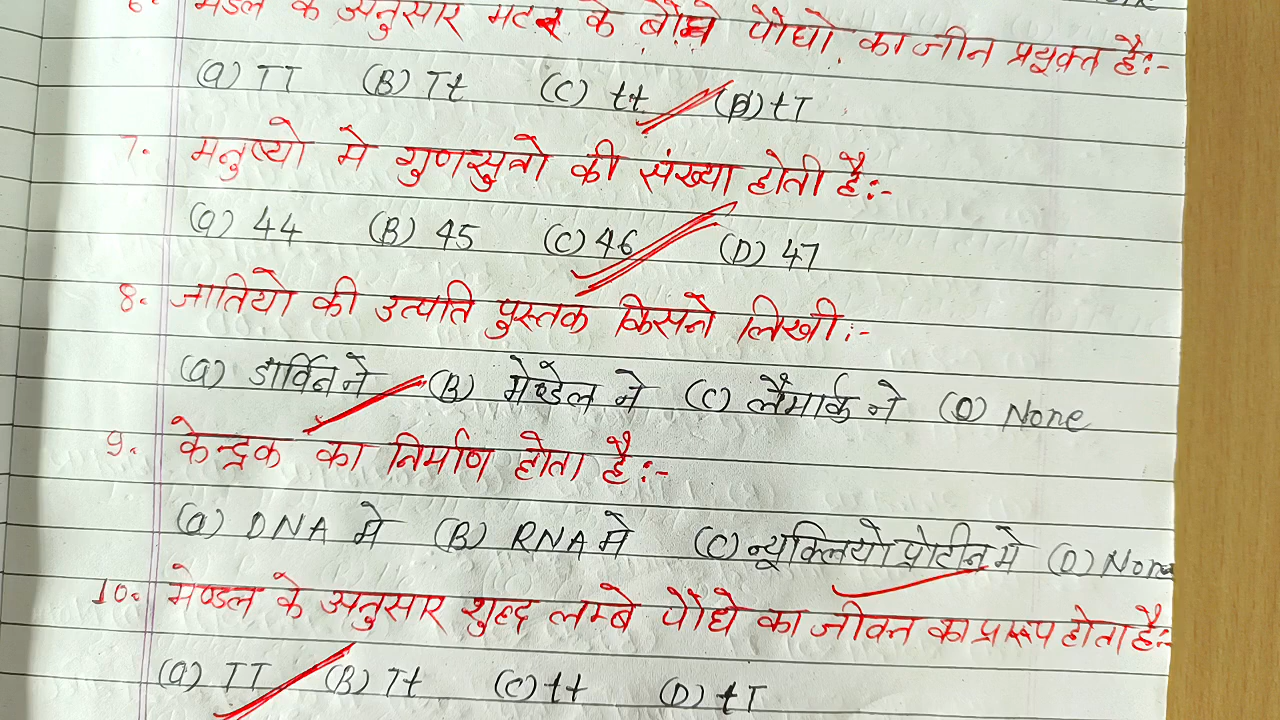 6. मेंडल के अनुसार मटर के बौने पौधो का जीन प्रयुक्त है:-
(a) TT (B) Tt (C) tt (D) tT
7. मनुष्यो मे गुणसुत्रो की संख्या होती है:-
(a) 44 (B) 45 (C) 46 (D) 47
8. जातियो की उत्पति पुस्तक किसने लिखी:-
(a) डार्विन ने (B) मेण्डेल ने (C) लैमार्क ने (D) None
9. केन्द्रक का निर्माण होता है:-
(a) DNA मे (B) RNA मे (C) न्यूक्लियो प्रोटीन मे (D) None
10. मेण्डल के अनुसार शुद्ध लम्बे पौधे का जीवन का प्रारूप होता है:-
(a) TT (B) Tt (C) tt (D) tT